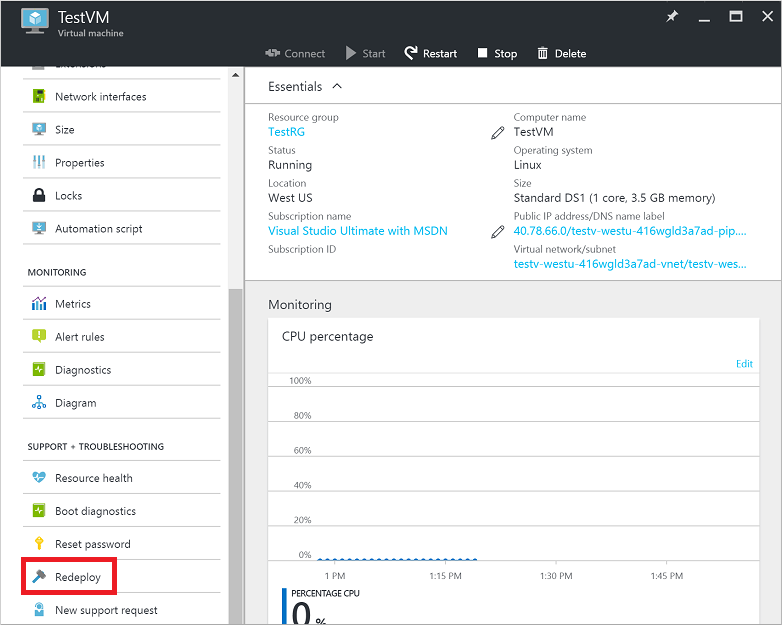 TestVM
Virtual machine
Connect Start Restart Stop Delete
Extensions
Network interfaces
Size
Properties
Locks
Automation script
MONITORING
Metrics
Alert rules
Diagnostics
Diagram
SUPPORT + TROUBLESHOOTING
Resource health
Boot diagnostics
Reset password
Redeploy
New support request
Essentials
Resource group
TestRG
Status
Running
Location
West US
Subscription name
Visual Studio Ultimate with MSDN
Subscription ID
Computer name
TestVM
Operating system
Linux
Size
Standard DS1 (1 core, 3.5 GB memory)
Public IP address/DNS name label
40.78.66.0/testv-westu-416wgld3a7ad-pip....
Virtual network/subnet
testv-westu-416wgld3a7ad-vnet/testv-wes...
Monitoring
CPU percentage
Edit
100%
80%
60%
40%
20%
0%
1 PM 1:15 PM 1:30 PM 1:45 PM
PERCENTAGE CPU
0 %